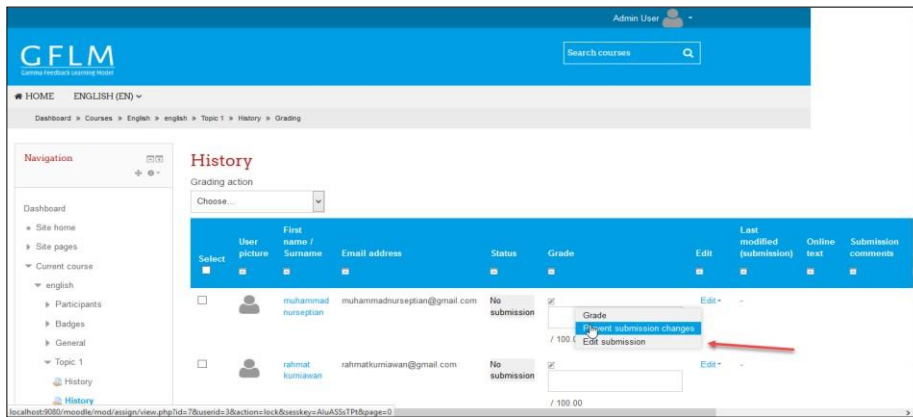 Admin User
GFLM
Gamma Feedback Learning Model
Search courses
HOME ENGLISH (EN)
Dashboard » Courses » English » english » Topic 1 » History » Grading
Navigation
Dashboard
Site home
Site pages
Current course
english
Participants
Badges
General
Topic 1
History
History
History
Grading action
Choose...
Select
User picture
First name / Surname
Email address
Status
Grade
Edit
Last modified (submission)
Online text
Submission comments
muhammad nurseptian
muhammadnurseptian@gmail.com
No submission
/ 100.0
Edit
-
Grade
Prevent submission changes
Edit submission
rahmat kurniawan
rahmatkurniawan@gmail.com
No submission
/ 100.00
Edit
-
localhost:9080/moodle/mod/assign/view.php?id=7&userid=3&action=lock&sesskey=AIuASSsTPt&page=0